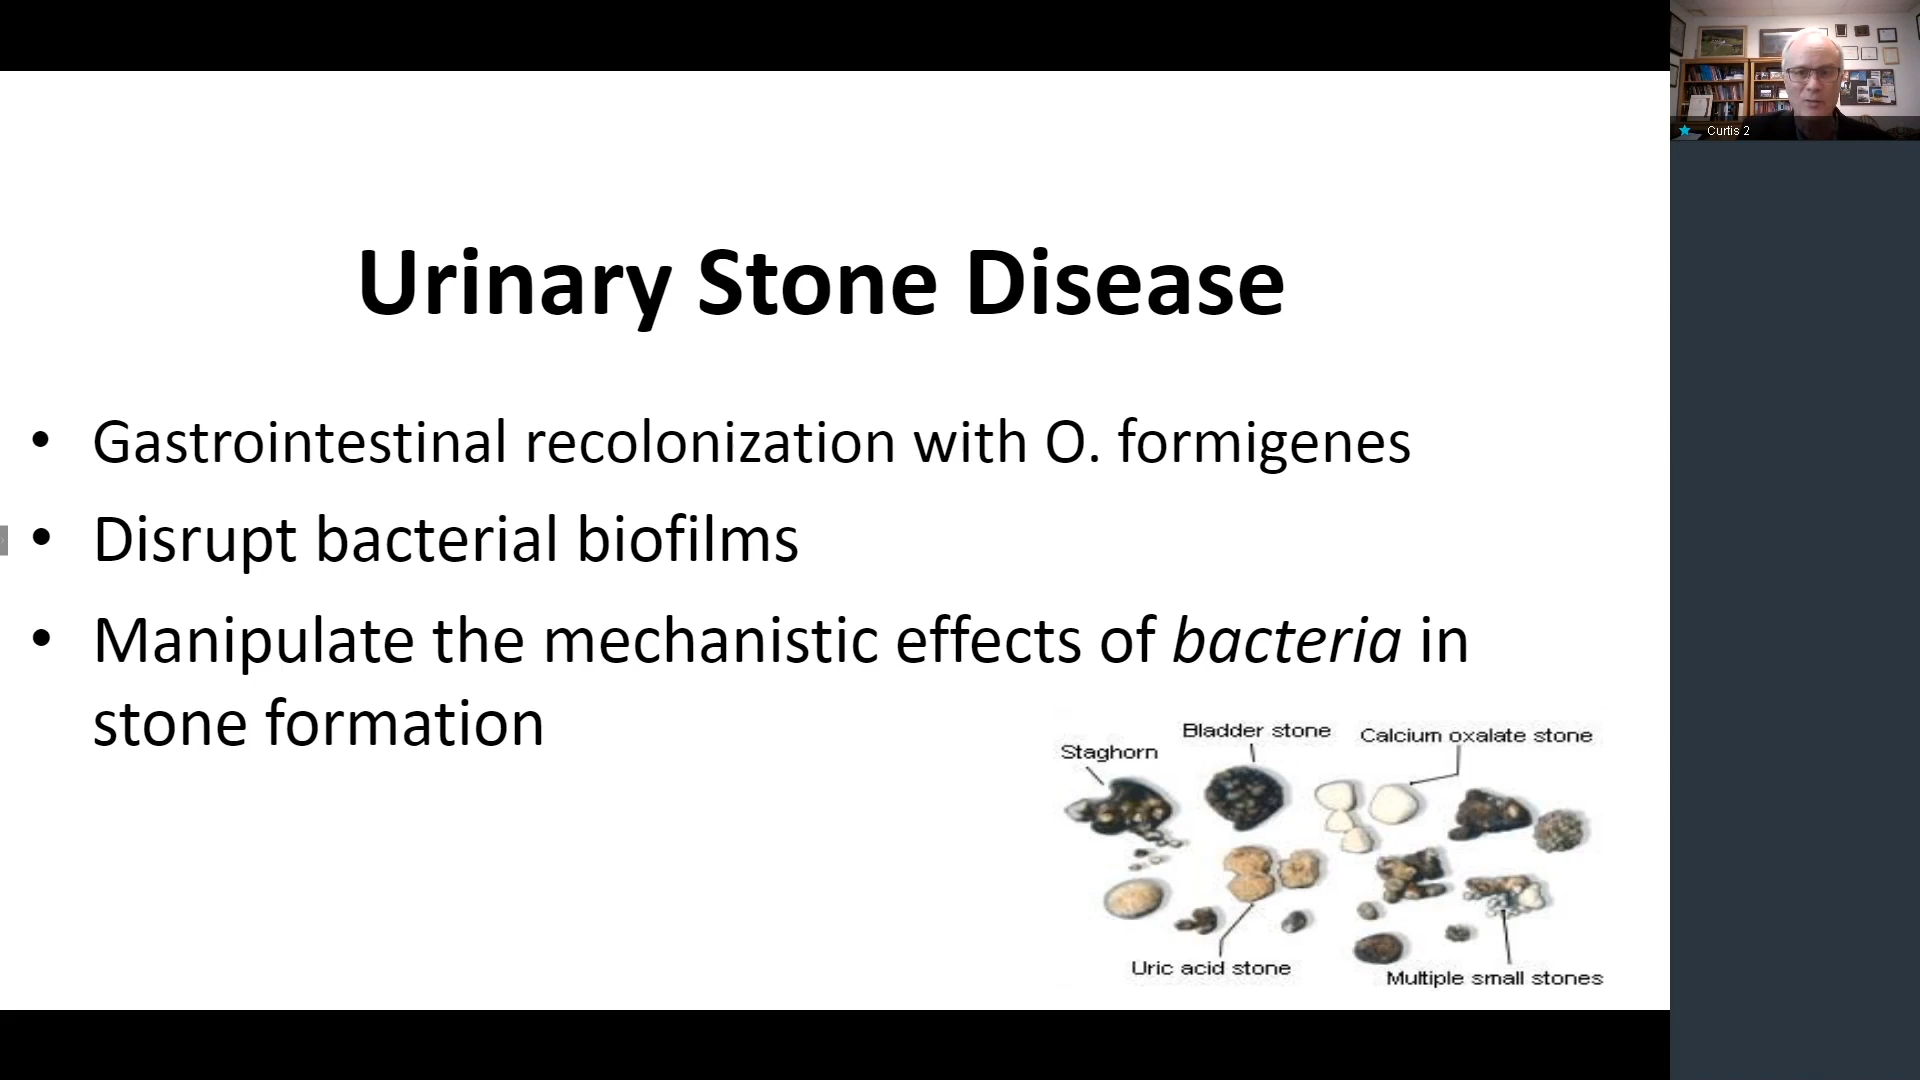 Curtis 2
Urinary Stone Disease
• Gastrointestinal recolonization with O. formigenes
• Disrupt bacterial biofilms
• Manipulate the mechanistic effects of bacteria in
stone formation
Staghorn
Bladder stone
Calcium oxalate stone
Uric acid stone
Multiple small stones